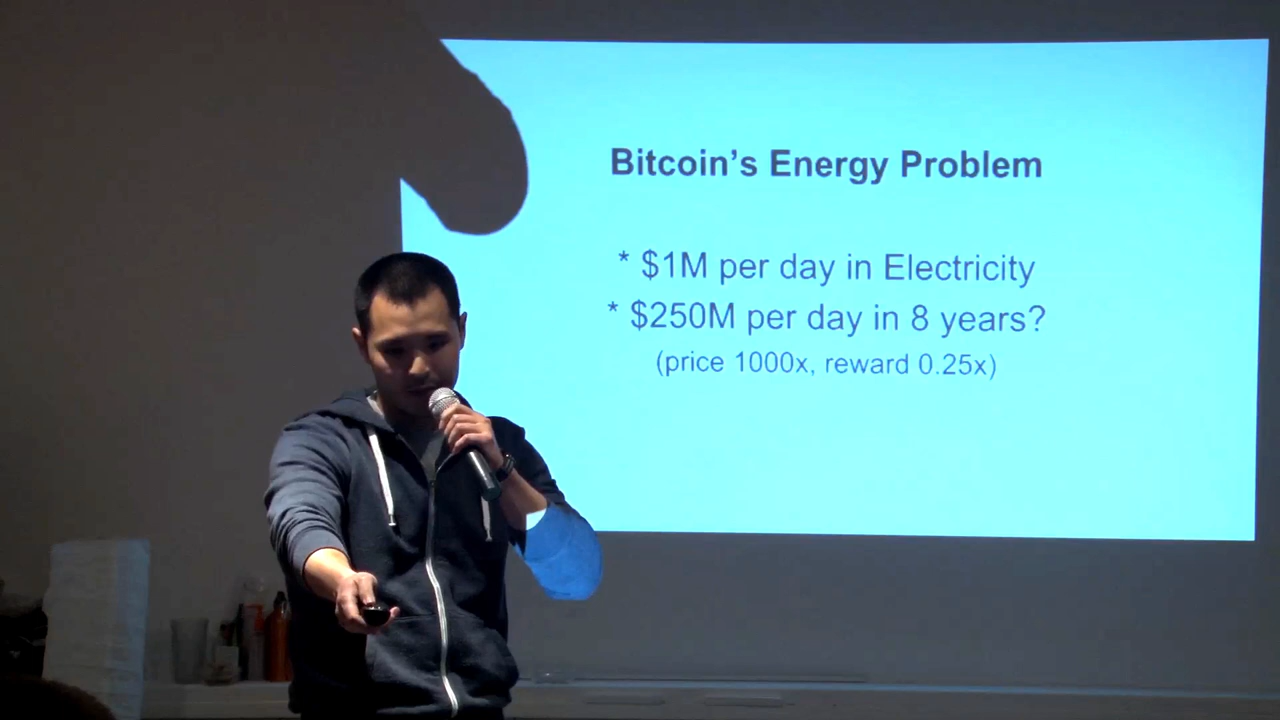 Bitcoin’s Energy Problem
* $1M per day in Electricity
* $250M per day in 8 years?
(price 1000x, reward 0.25x)